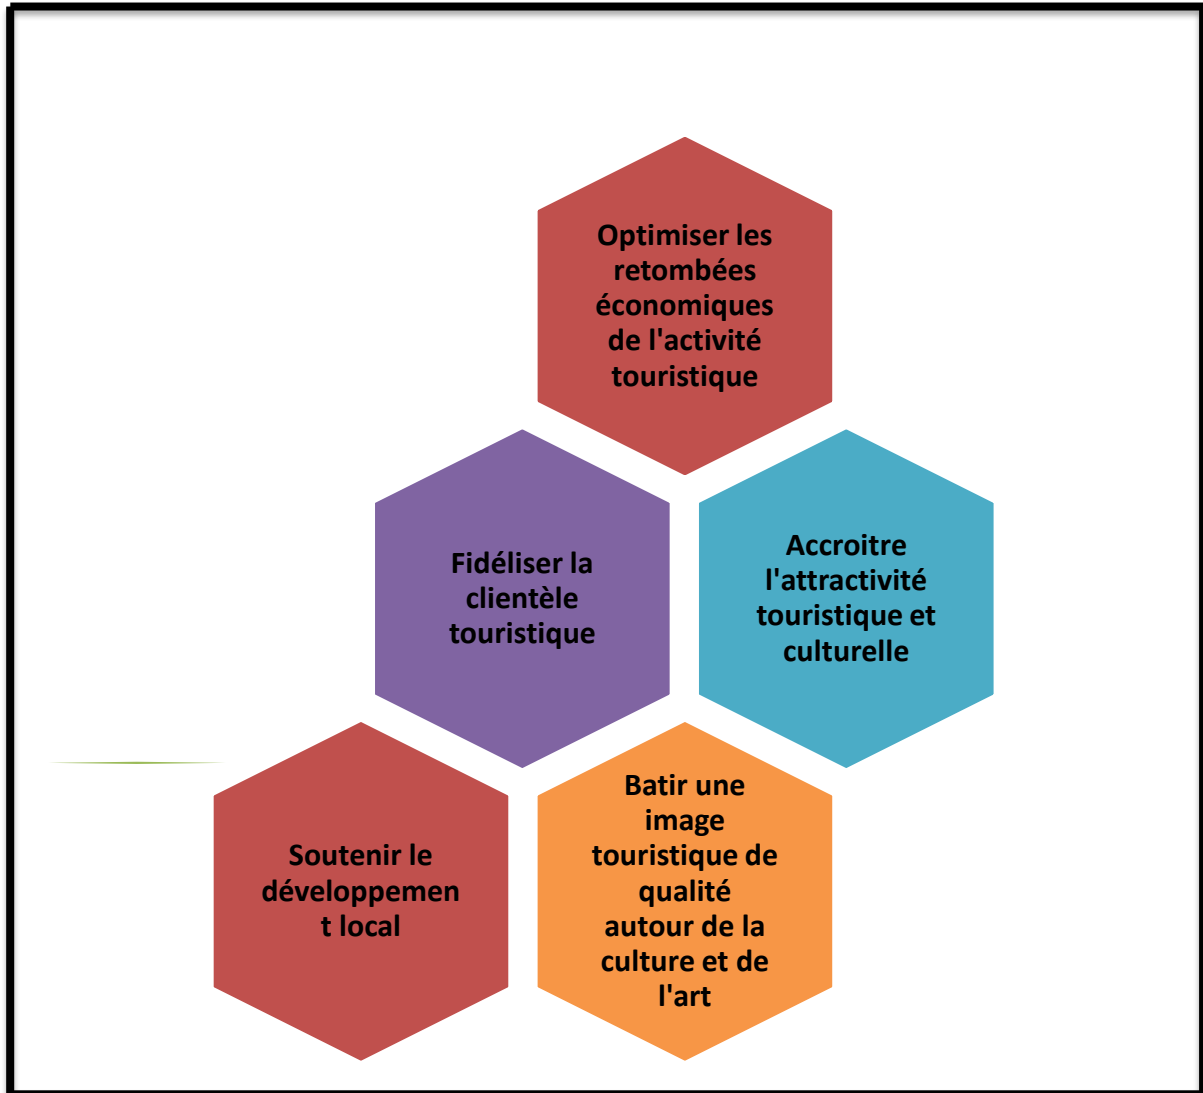 Optimiser les
retombées
économiques
de l'activité
touristique
Fidéliser la
clientèle
touristique
Accroitre
l'attractivité
touristique et
culturelle
Soutenir le
développemen
t local
Batir une
image
touristique de
qualité
autour de la
culture et de
l'art